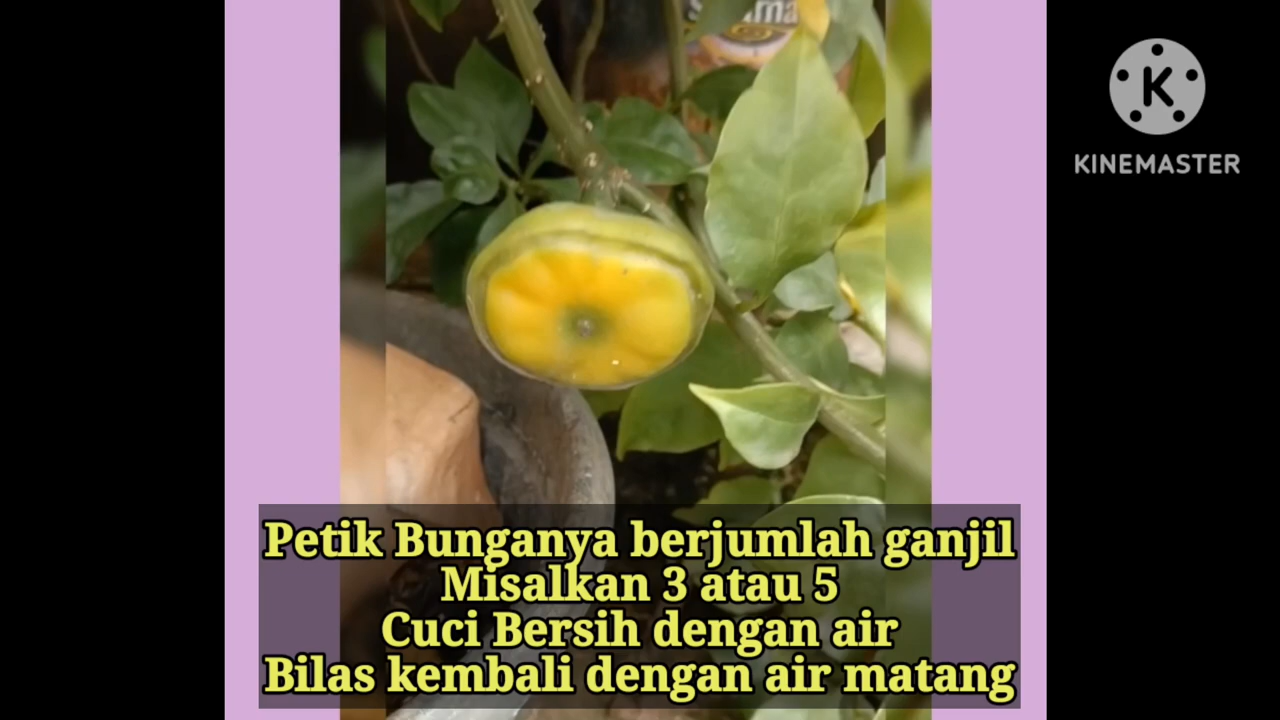 KINEMASTER
Petik Bunganya berjumlah ganjil
Misalkan 3 atau 5
Cuci Bersih dengan air
Bilas kembali dengan air matang